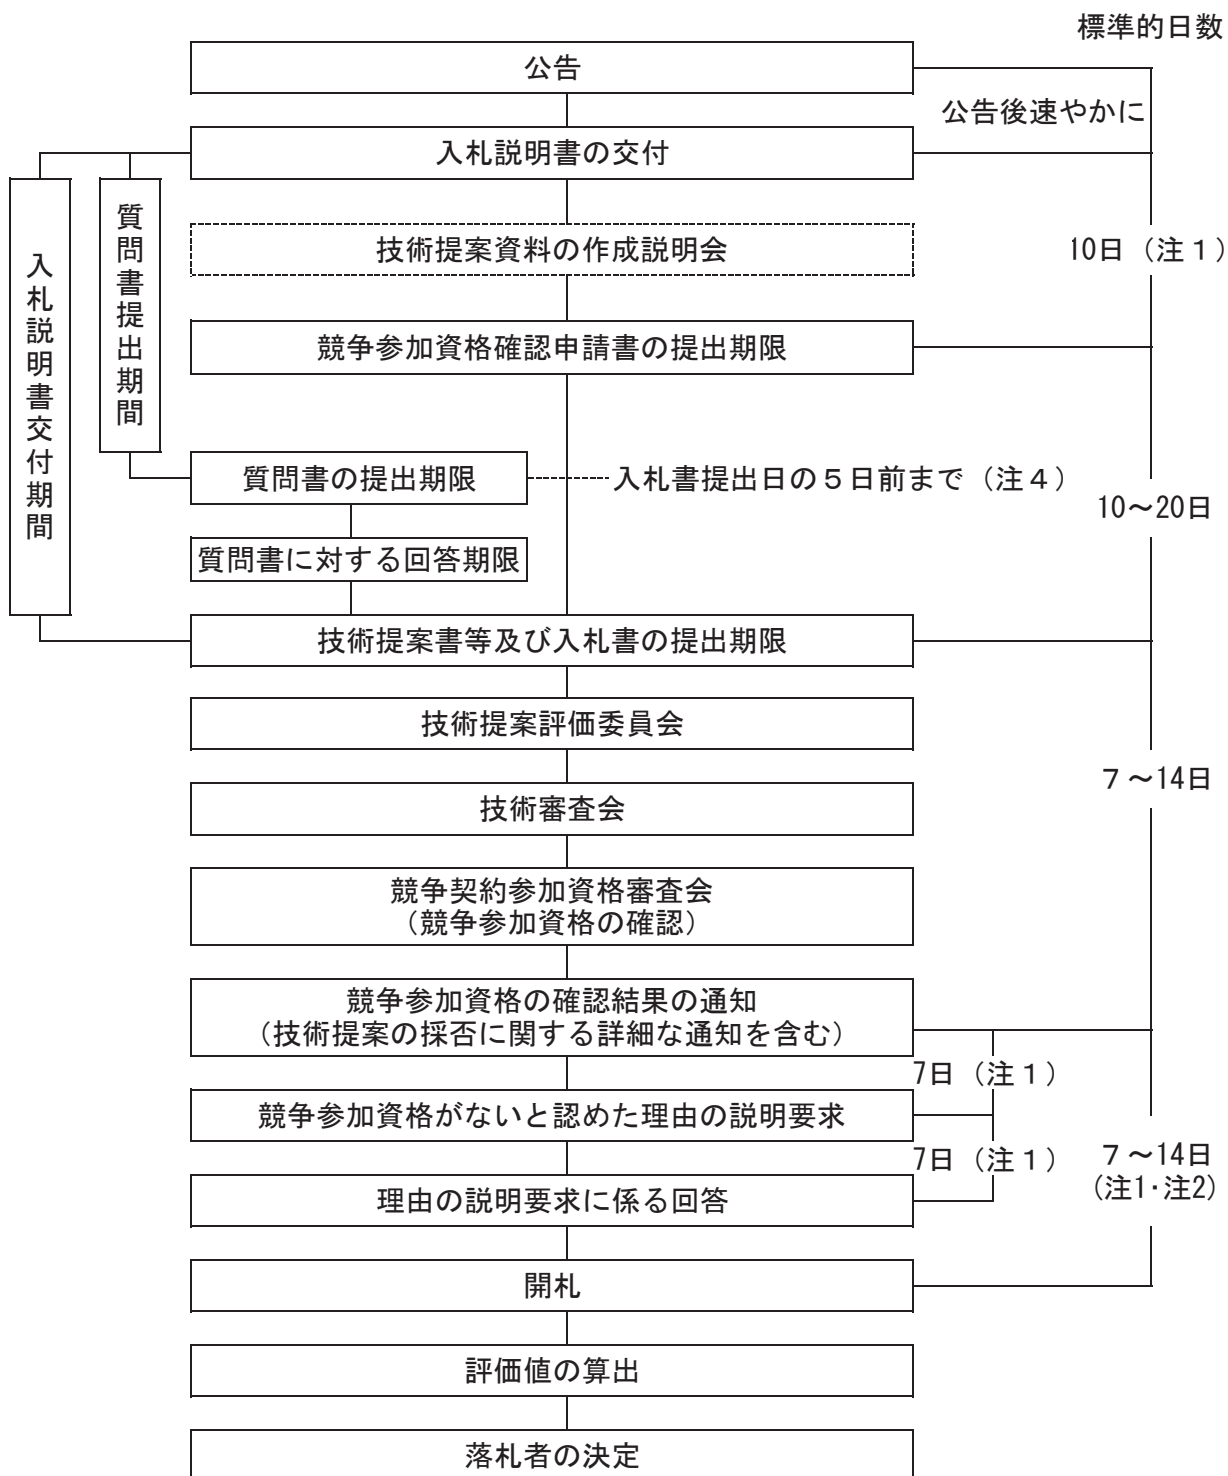 標準的日数
公告
公告後速やかに
入札説明書の交付
質問書提出期間
入札説明書交付期間
技術提案資料の作成説明会
10日（注１）
競争参加資格確認申請書の提出期限
質問書の提出期限
入札書提出日の５日前まで（注４）
10～20日
質問書に対する回答期限
技術提案書等及び入札書の提出期限
技術提案評価委員会
７～14日
技術審査会
競争契約参加資格審査会
（競争参加資格の確認）
競争参加資格の確認結果の通知
（技術提案の採否に関する詳細な通知を含む）
7日（注１）
競争参加資格がないと認めた理由の説明要求
7日（注１）
７～14日
（注1・注2）
理由の説明要求に係る回答
開札
評価値の算出
落札者の決定